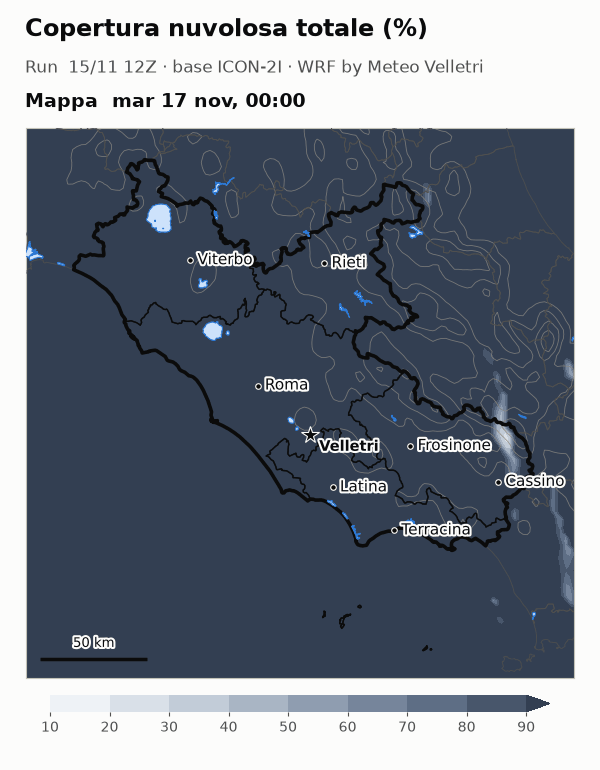 Copertura nuvolosa totale (%)
Run 15/11 12Z · base ICON-2I · WRF by Meteo Velletri
Mappa mar 17 nov, 00:00
Viterbo
Rieti
Roma
Velletri
Frosinone
Cassino
Latina
Terracina
50 km
10 20 30 40 50 60 70 80 90